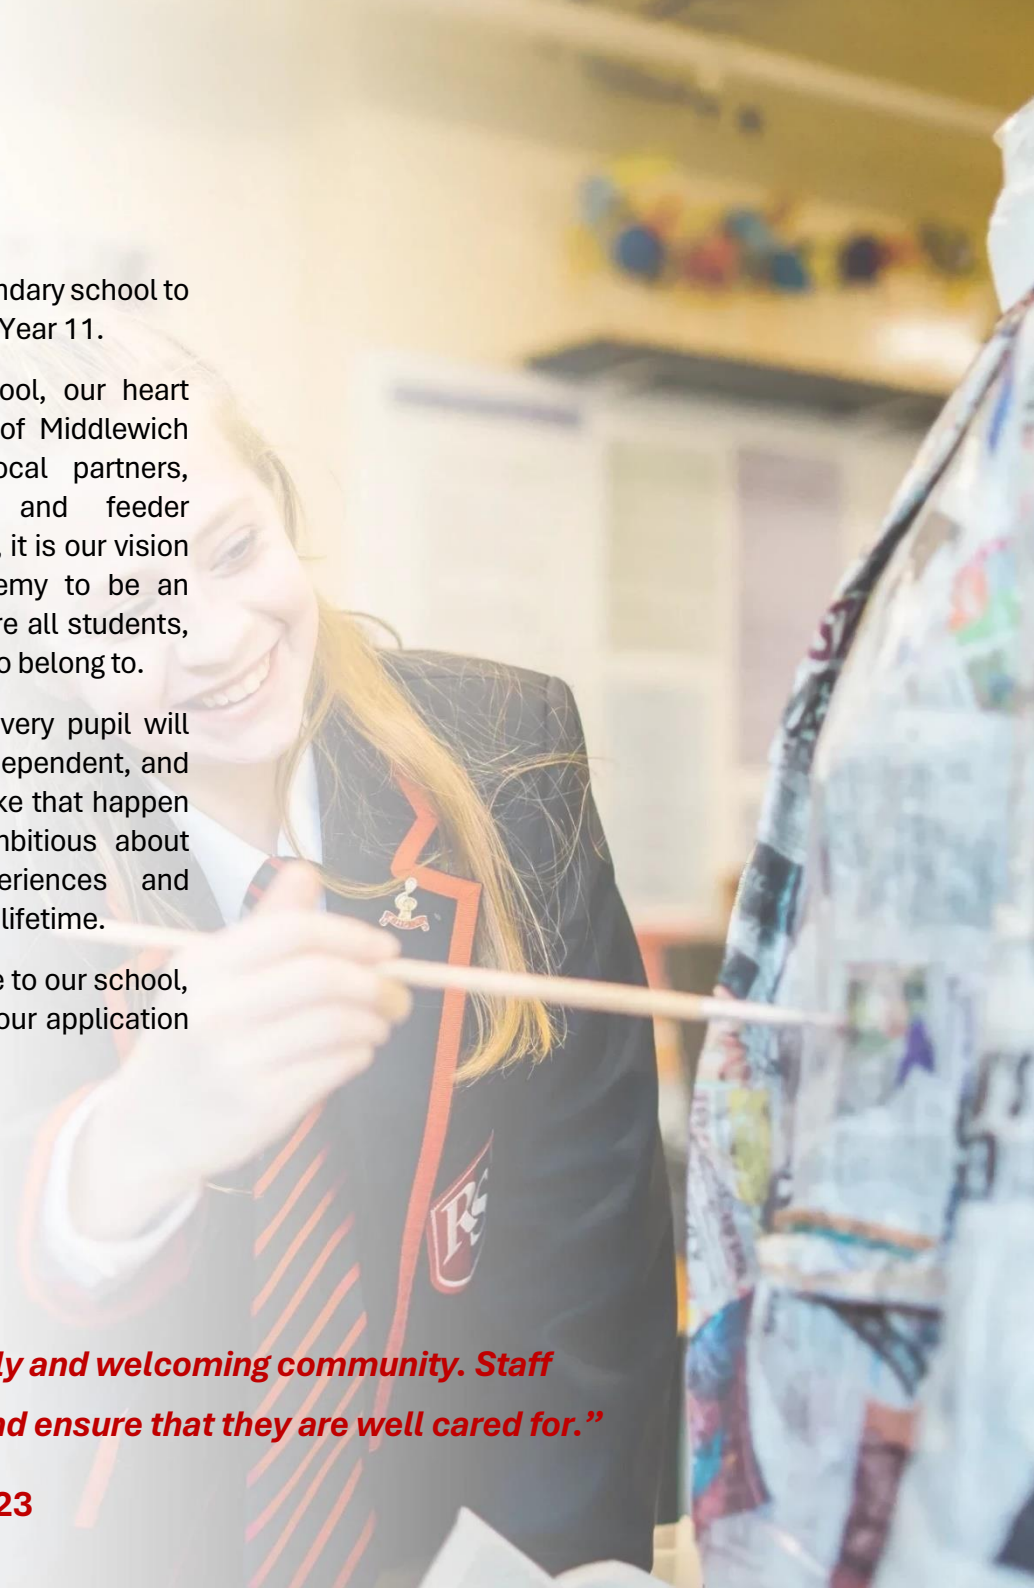 ndary school to
Year 11.
ool, our heart
of Middlewich
ocal partners,
and feeder
, it is our vision
emy to be an
re all students,
o belong to.
very pupil will
ependent, and
ke that happen
mbitious about
eriences and
lifetime.
e to our school,
our application
RS
ly and welcoming community. Staff
nd ensure that they are well cared for.”
23